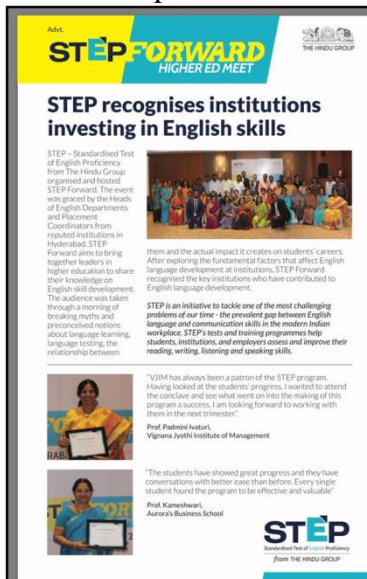 Advt.
STEP FORWARD
HIGHER ED MEET
THE HINDU GROUP
STEP recognises institutions
investing in English skills
STEP – Standardised Test
of English Proficiency
from The Hindu Group
organised and hosted
STEP Forward. The event
was graced by the Heads
of English Departments
and Placement
Coordinators from
reputed institutions in
Hyderabad. STEP
Forward aims to bring
together leaders in
higher education to share
their knowledge on
English skill development.
The audience was taken
through a morning of
breaking myths and
preconceived notions
about language learning,
language testing, the
relationship between
them and the actual impact it creates on students' careers.
After exploring the fundamental factors that affect English
language development at institutions, STEP Forward
recognised the key institutions who have contributed to
English language development.
STEP is an initiative to tackle one of the most challenging
problems of our time - the prevalent gap between English
language and communication skills in the modern Indian
workplace. STEP's tests and training programmes help
students, institutions, and employers assess and improve their
reading, writing, listening and speaking skills.
"VJIM has always been a patron of the STEP program.
Having looked at the students' progress, I wanted to attend
the conclave and see what went on into the making of this
program a success. I am looking forward to working with
them in the next trimester."
Prof. Padmini Ivaturi,
Vignana Jyothi Institute of Management
"The students have showed great progress and they have
conversations with better ease than before. Every single
student found the program to be effective and valuable"
Prof. Kameshwari,
Aurora's Business School
STEP
Standardised Test of English Proficiency
from THE HINDU GROUP